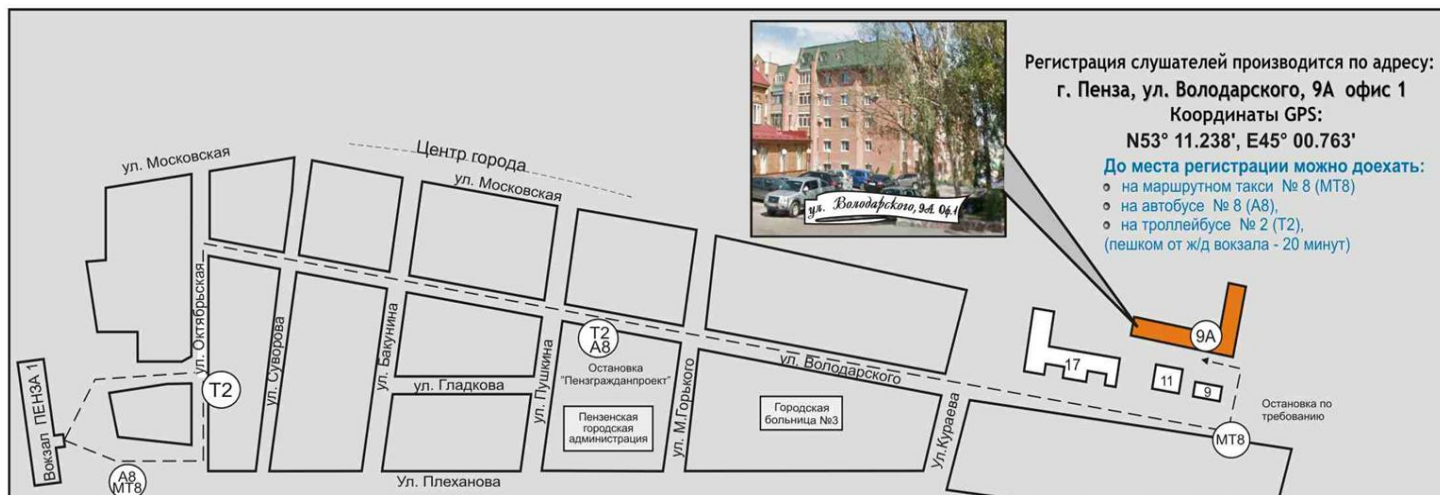 Регистрация слушателей производится по адресу:
г. Пенза, ул. Володарского, 9А офис 1
Координаты GPS:
N53° 11.238', E45° 00.763'
До места регистрации можно доехать:
на маршрутном такси № 8 (МТ8)
на автобусе № 8 (А8),
на троллейбусе № 2 (Т2),
(пешком от ж/д вокзала - 20 минут)
ул. Володарского, 9А Оф.1
ул. Московская
Центр города
ул. Московская
ул. Октябрьская
ул. Суворова
ул. Бакунина
ул. Пушкина
ул. М.Горького
ул. Володарского
Ул.Кураева
ул. Гладкова
Ул. Плеханова
Т2
А8
Остановка
"Пензгражданпроект"
Пензенская
городская
администрация
Городская
больница №3
17
11
9
9А
Остановка по
требованию
МТ8
Т2
Вокзал ПЕНЗА 1
А8
МТ8